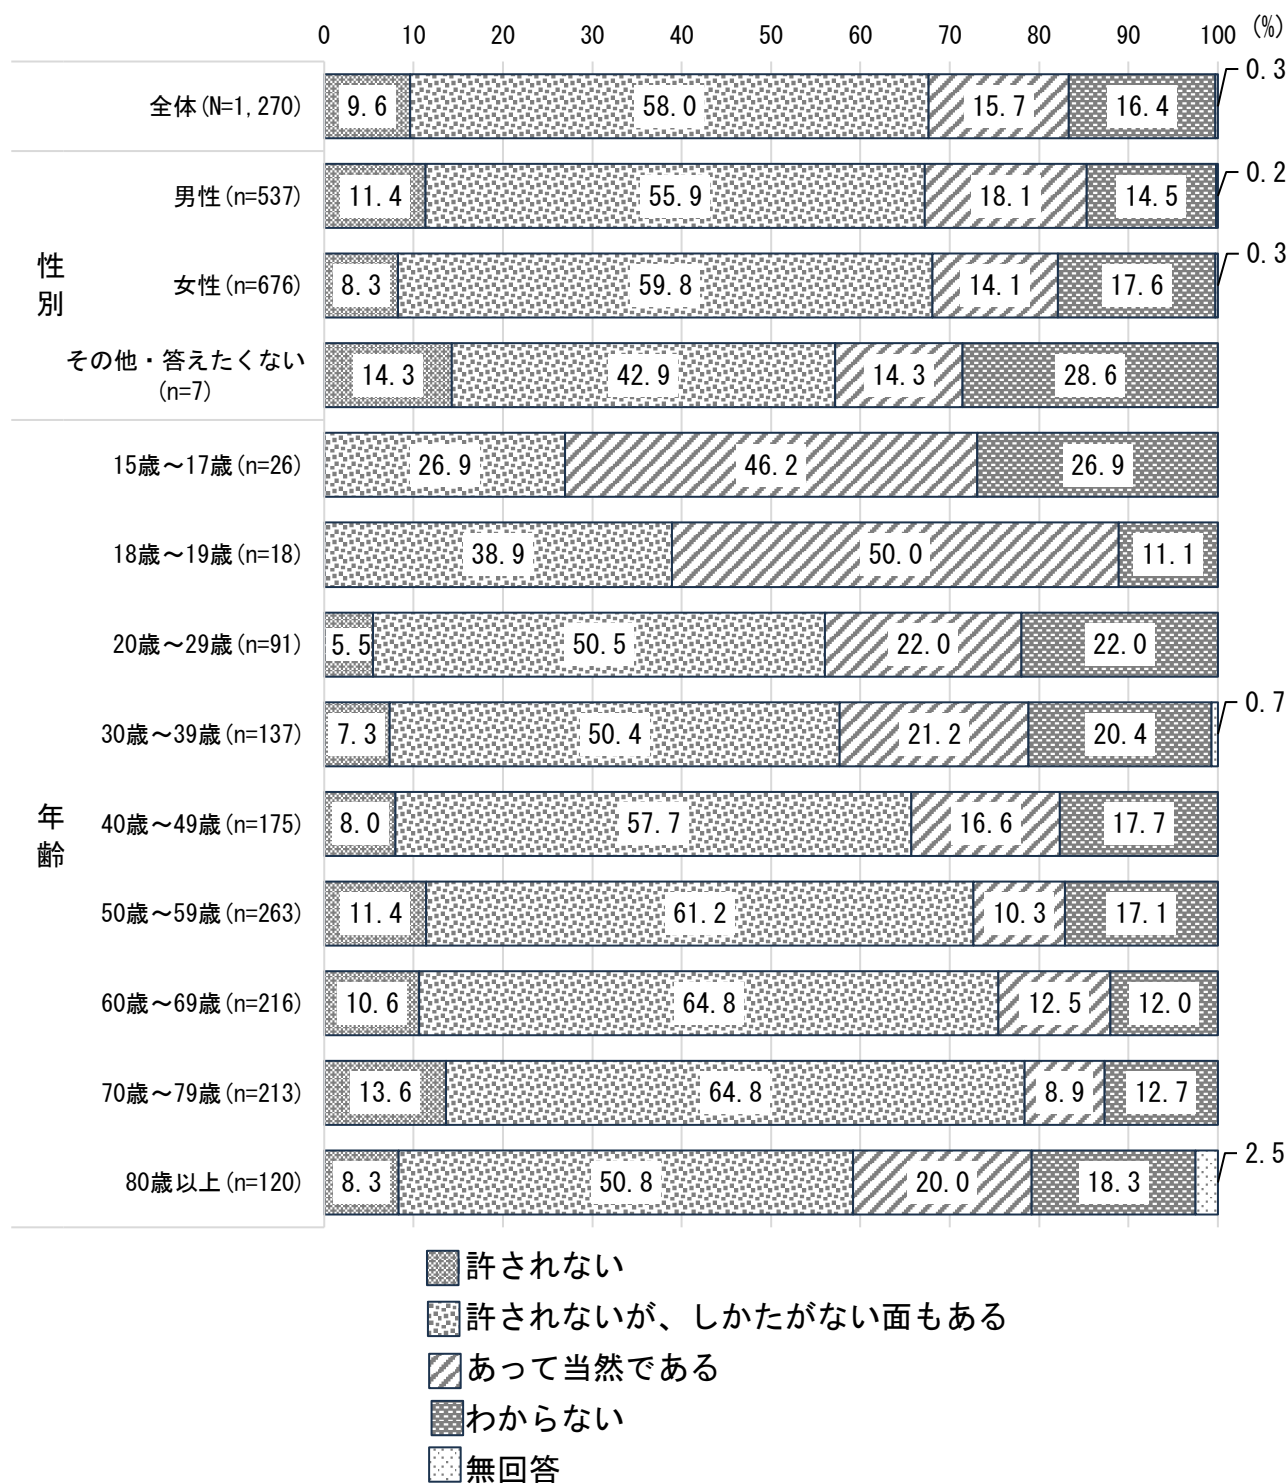 0 10 20 30 40 50 60 70 80 90 100 (%)
全体(N=1,270) 9.6 58.0 15.7 16.4 0.3
性別
男性(n=537) 11.4 55.9 18.1 14.5 0.2
女性(n=676) 8.3 59.8 14.1 17.6 0.3
その他・答えたくない
(n=7) 14.3 42.9 14.3 28.6
年齢
15歳～17歳(n=26) 26.9 46.2 26.9
18歳～19歳(n=18) 38.9 50.0 11.1
20歳～29歳(n=91) 5.5 50.5 22.0 22.0
30歳～39歳(n=137) 7.3 50.4 21.2 20.4 0.7
40歳～49歳(n=175) 8.0 57.7 16.6 17.7
50歳～59歳(n=263) 11.4 61.2 10.3 17.1
60歳～69歳(n=216) 10.6 64.8 12.5 12.0
70歳～79歳(n=213) 13.6 64.8 8.9 12.7
80歳以上(n=120) 8.3 50.8 20.0 18.3 2.5
許されない
許されないが、しかたがない面もある
あって当然である
わからない
無回答